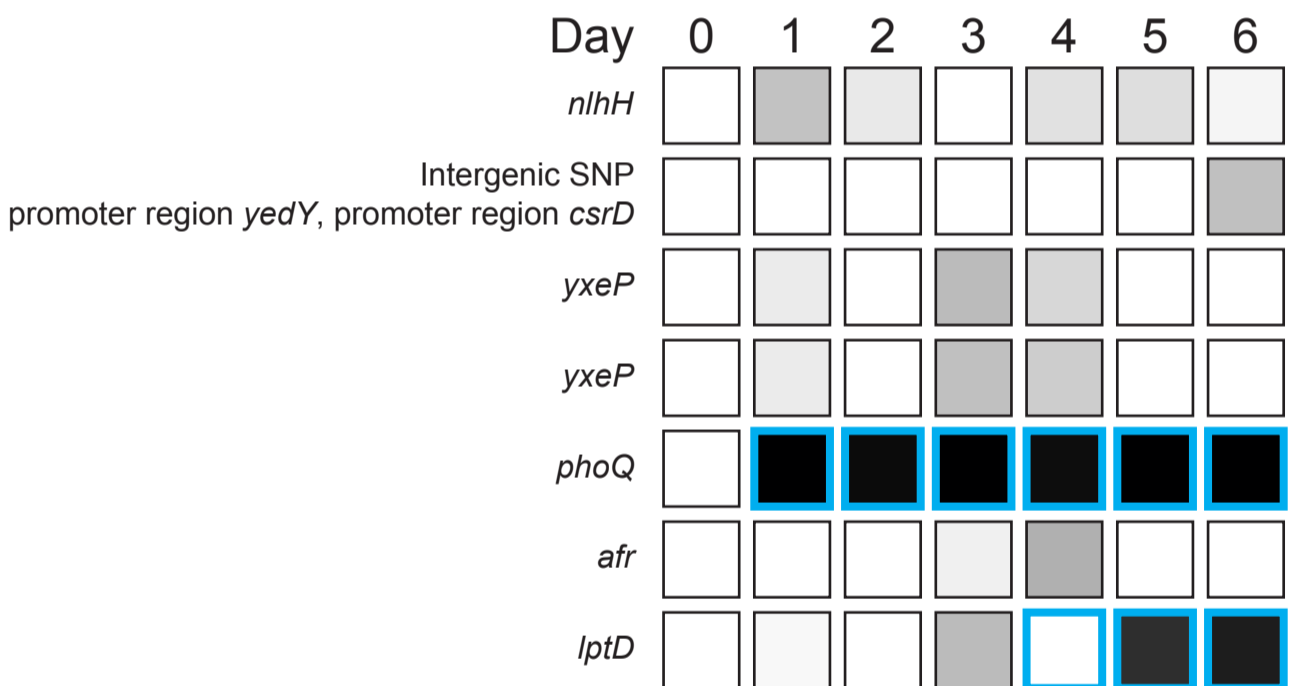 Day 0 1 2 3 4 5 6
nlhH
Intergenic SNP
promoter region yedY, promoter region csrD
yxeP
yxeP
phoQ
afr
lptD